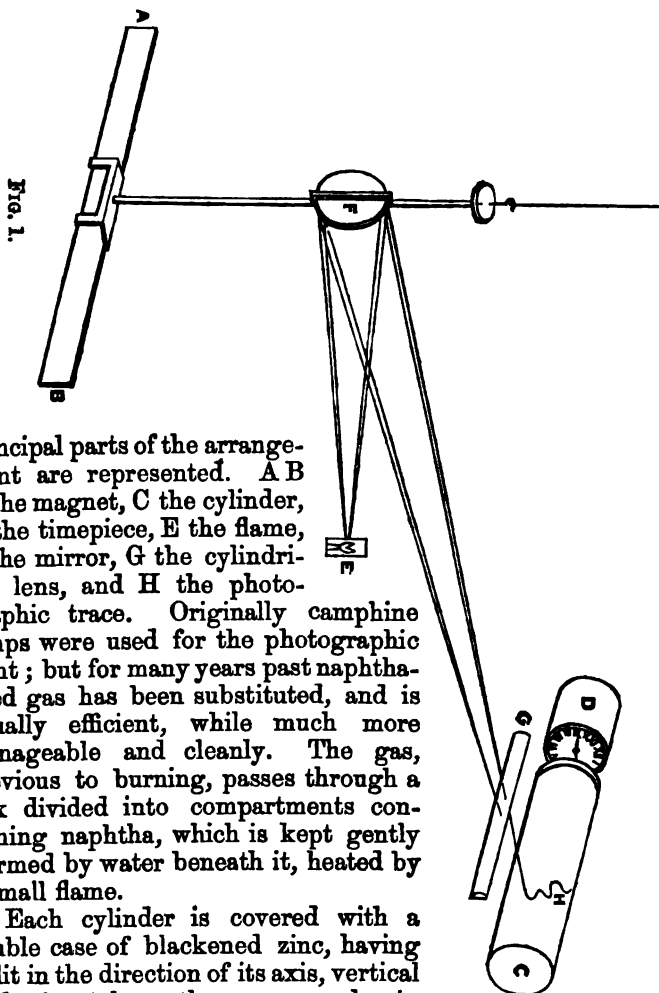 A
F
FIG. 1.
B
E
G
D
H
C
ncipal parts of the arrange-
nt are represented. A B
he magnet, C the cylinder,
the timepiece, E the flame,
he mirror, G the cylindri-
lens, and H the photo-
aphic trace. Originally camphine
ps were used for the photographic
nt ; but for many years past naphtha-
ed gas has been substituted, and is
ually efficient, while much more
nageable and cleanly. The gas,
vious to burning, passes through a
x divided into compartments con-
ning naphtha, which is kept gently
rmed by water beneath it, heated by
mall flame.
Each cylinder is covered with a
able case of blackened zinc, having
lit in the direction of its axis, vertical